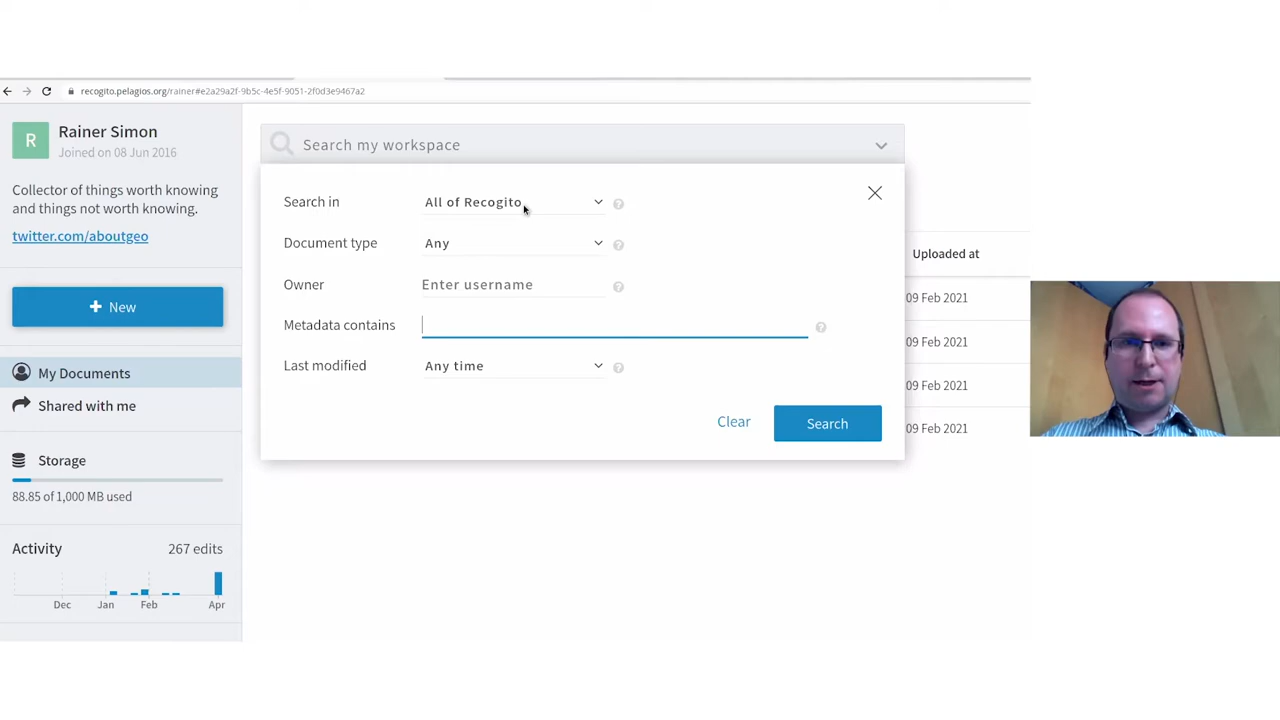 recogito.pelagios.org/rainer#e2a29a2f-9b5c-4e5f-9051-2f0d3e9467a2
R
Rainer Simon
Joined on 08 Jun 2016
Collector of things worth knowing
and things not worth knowing.
twitter.com/aboutgeo
+ New
My Documents
Shared with me
Storage
88.85 of 1,000 MB used
Activity 267 edits
Dec Jan Feb Apr
Search my workspace
Search in All of Recogito ?
Document type Any ?
Owner Enter username ?
Metadata contains ?
Last modified Any time ?
Clear Search
Uploaded at
09 Feb 2021
09 Feb 2021
09 Feb 2021
09 Feb 2021